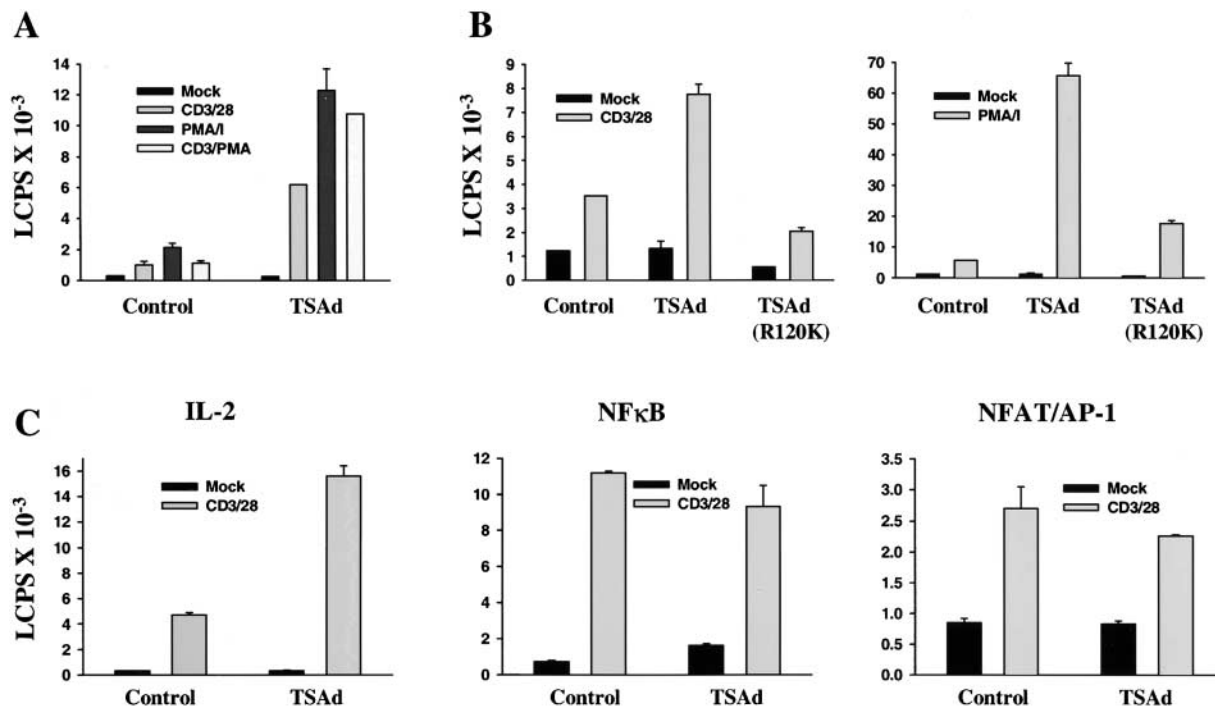 A
LCPS X 10-3
14
12
10
8
6
4
2
0
Mock
CD3/28
PMA/I
CD3/PMA
Control
TSAd
B
LCPS X 10-3
9
8
7
6
5
4
3
2
1
0
Mock
CD3/28
Control
TSAd
TSAd
(R120K)
70
60
50
40
30
20
10
0
Mock
PMA/I
Control
TSAd
TSAd
(R120K)
C
IL-2
LCPS X 10-3
16
14
12
10
8
6
4
2
0
Mock
CD3/28
Control
TSAd
NFκB
12
10
8
6
4
2
0
Mock
CD3/28
Control
TSAd
NFAT/AP-1
3.5
3.0
2.5
2.0
1.5
1.0
0.5
0.0
Mock
CD3/28
Control
TSAd